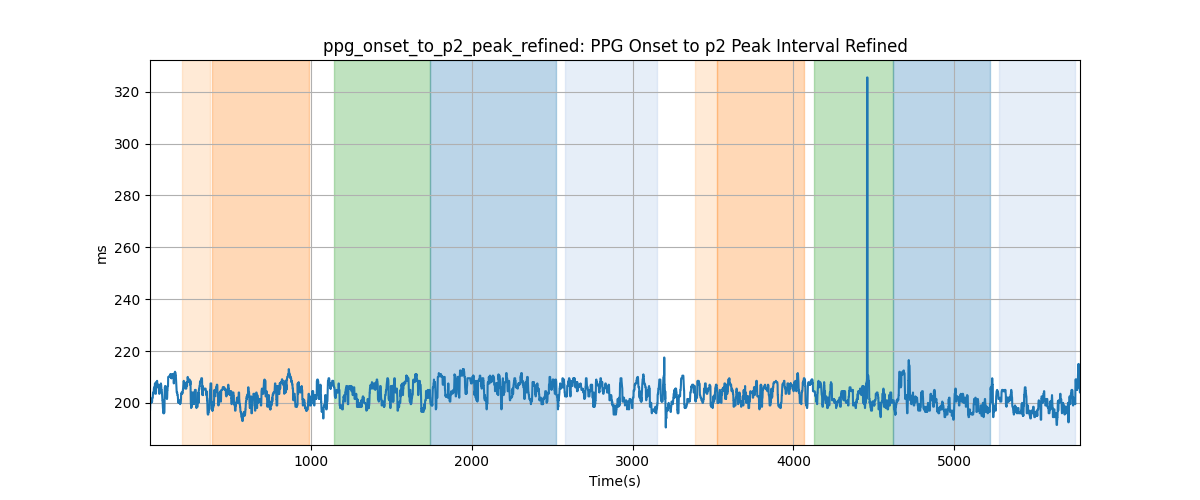 ppg_onset_to_p2_peak_refined: PPG Onset to p2 Peak Interval Refined
320
300
280
260
240
220
200
ms
1000 2000 3000 4000 5000
Time(s)